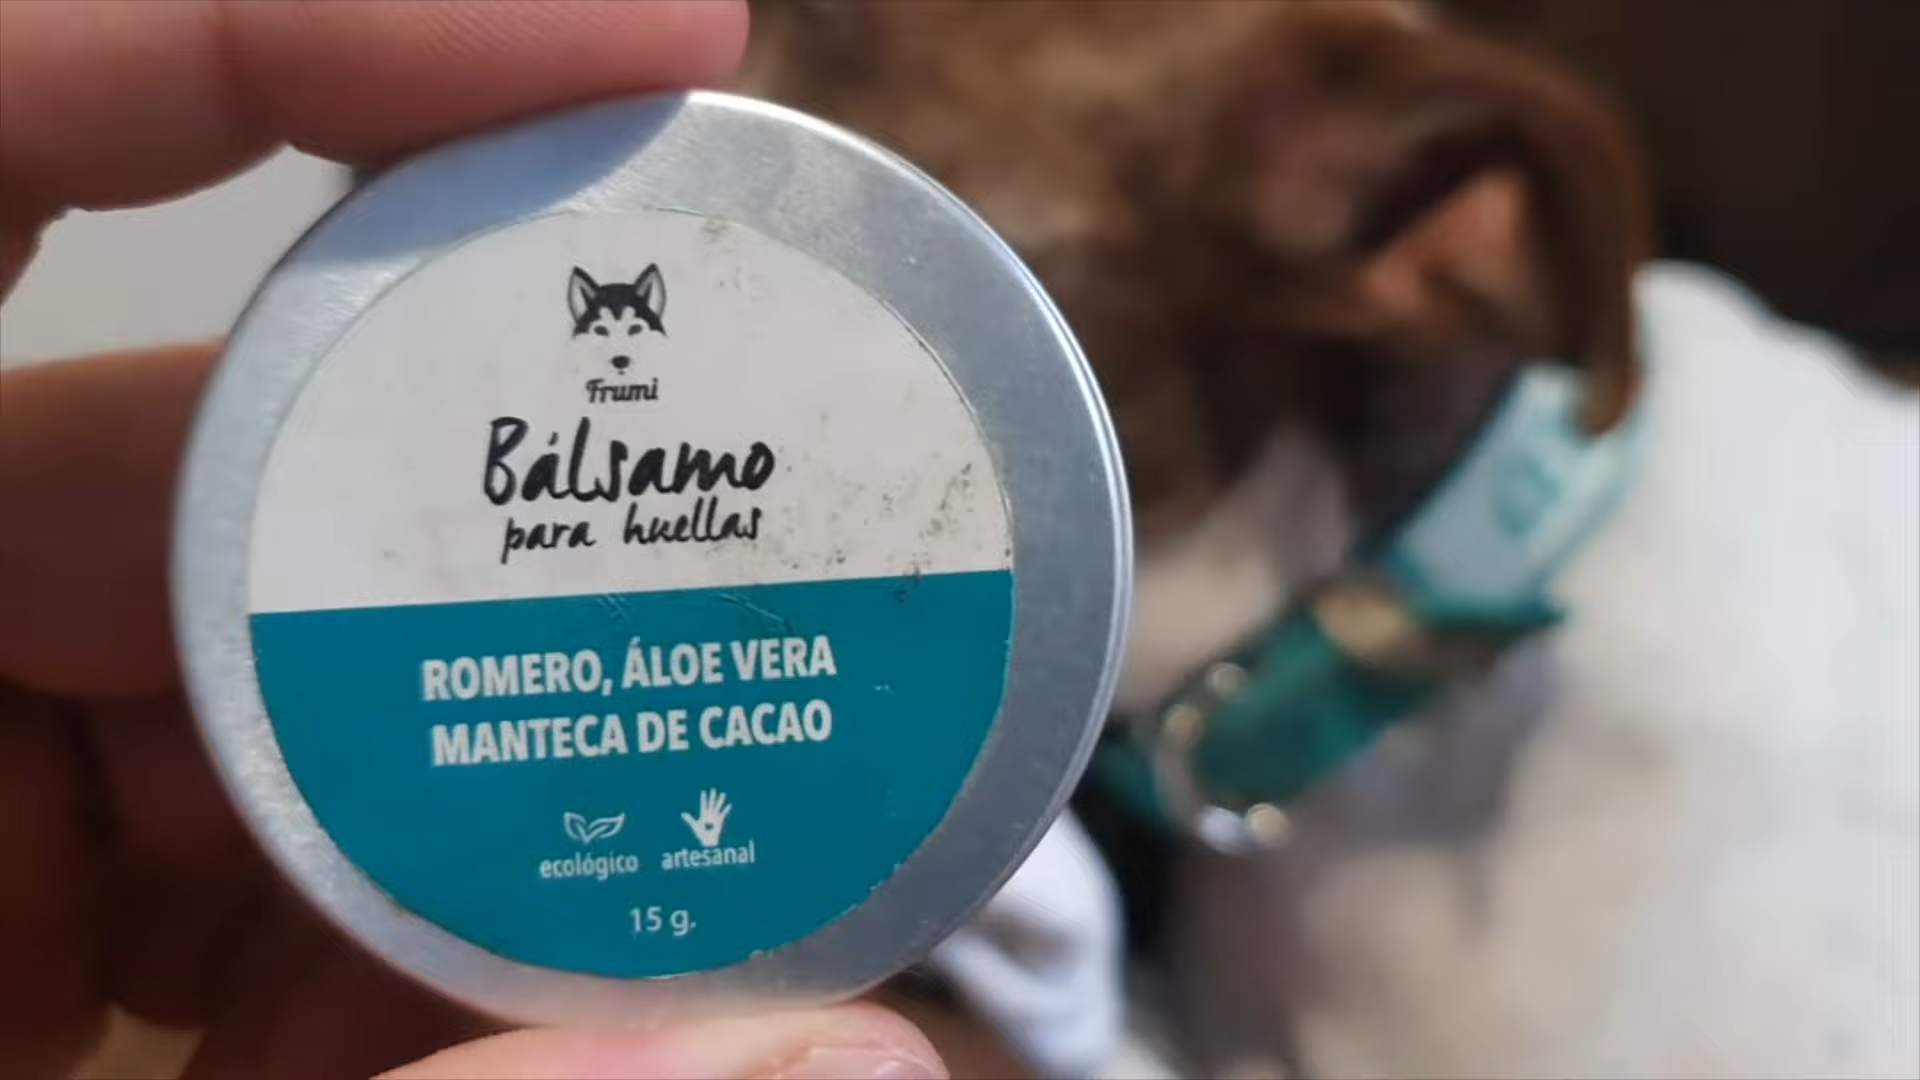 Frumi
Bálsamo
para huellas
ROMERO, ÁLOE VERA
MANTECA DE CACAO
ecológico artesanal
15 g.